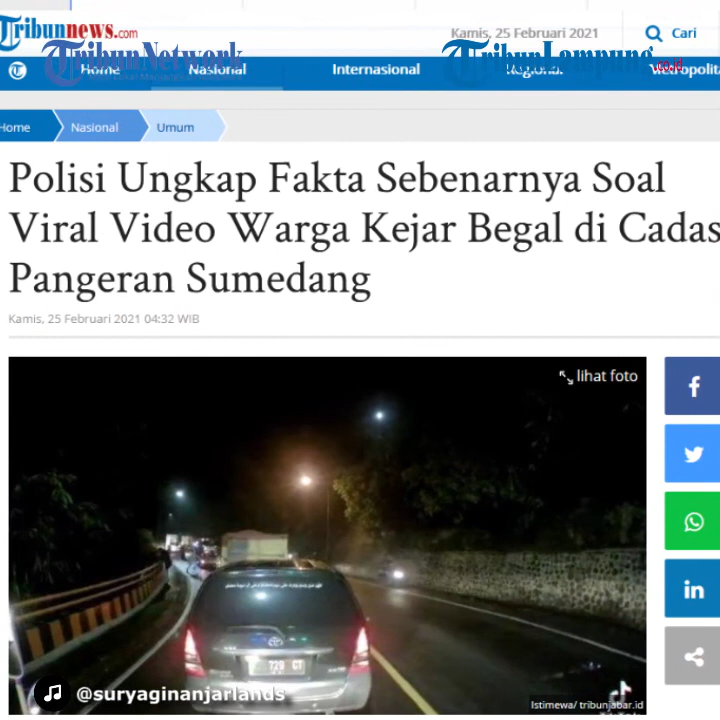 Tribunnews.com
Kamis, 25 Februari 2021
Cari
TribunNetwork
TribunLampung.co.id
Home Nasional Internasional Regional Metropolit
Home Nasional Umum
Polisi Ungkap Fakta Sebenarnya Soal
Viral Video Warga Kejar Begal di Cadas
Pangeran Sumedang
Kamis, 25 Februari 2021 04:32 WIB
lihat foto
@suryaginanjarlands
Istimewa/ tribunjabar.id